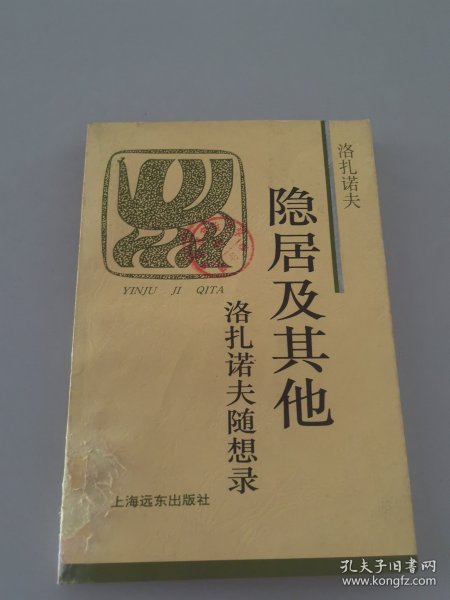 洛扎诺夫
隐居及其他
YINJU JI QITA
洛扎诺夫随想录
上海远东出版社
孔夫子旧书网
www.kongfz.com